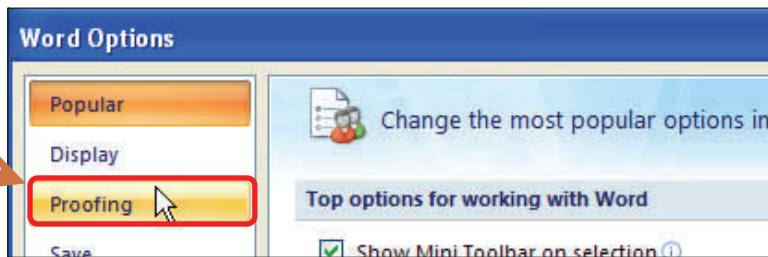 Word Options
Popular
Display
Proofing
Save
Change the most popular options in
Top options for working with Word
Show Mini Toolbar on selection